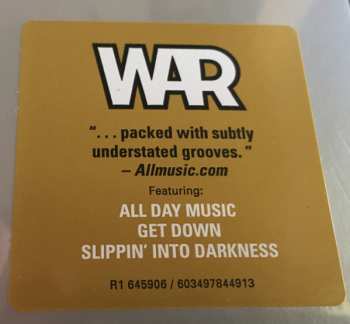 WAR
"... packed with subtly
understated grooves."
– Allmusic.com
Featuring:
ALL DAY MUSIC
GET DOWN
SLIPPIN' INTO DARKNESS
R1 645906 / 603497844913